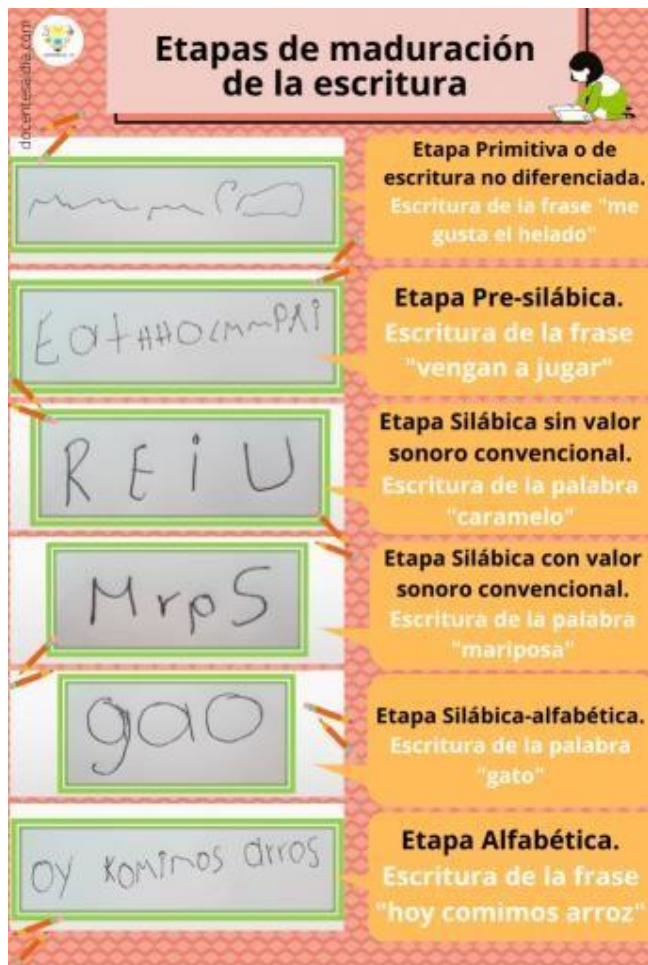 docentesaldia.com
Etapas de maduración
de la escritura
Etapa Primitiva o de
escritura no diferenciada.
Escritura de la frase "me
gusta el helado"
Etapa Pre-silábica.
Escritura de la frase
"vengan a jugar"
R E i U
Etapa Silábica sin valor
sonoro convencional.
Escritura de la palabra
"caramelo"
MrpS
Etapa Silábica con valor
sonoro convencional.
Escritura de la palabra
"mariposa"
gao
Etapa Silábica-alfabética.
Escritura de la palabra
"gato"
oy komimos arros
Etapa Alfabética.
Escritura de la frase
"hoy comimos arroz"